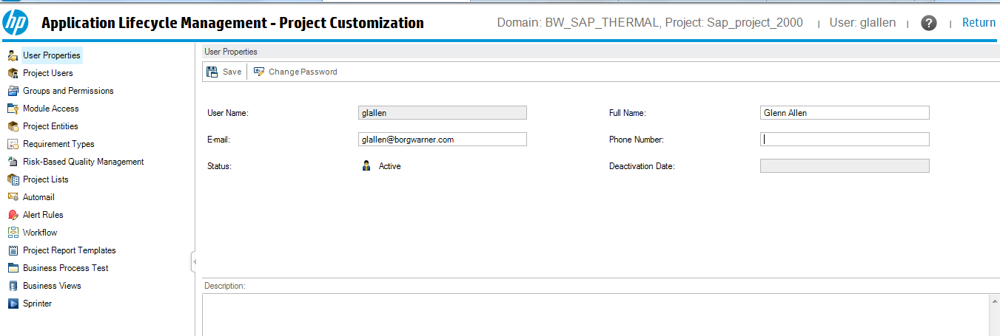 hp Application Lifecycle Management - Project Customization Domain: BW_SAP_THERMAL, Project: Sap_project_2000 | User: glallen | ? Return
User Properties
Project Users
Groups and Permissions
Module Access
Project Entities
Requirement Types
Risk-Based Quality Management
Project Lists
Automail
Alert Rules
Workflow
Project Report Templates
Business Process Test
Business Views
Sprinter
User Properties
Save | Change Password
User Name: glallen Full Name: Glenn Allen
E-mail: glallen@borgwarner.com Phone Number:
Status: Active Deactivation Date:
Description: